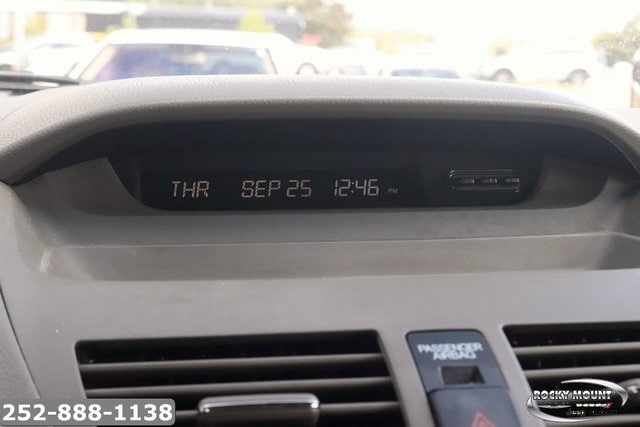 THR SEP 25 12:46 PM
PASSENGER
AIRBAG
252-888-1138
ROCKY MOUNT